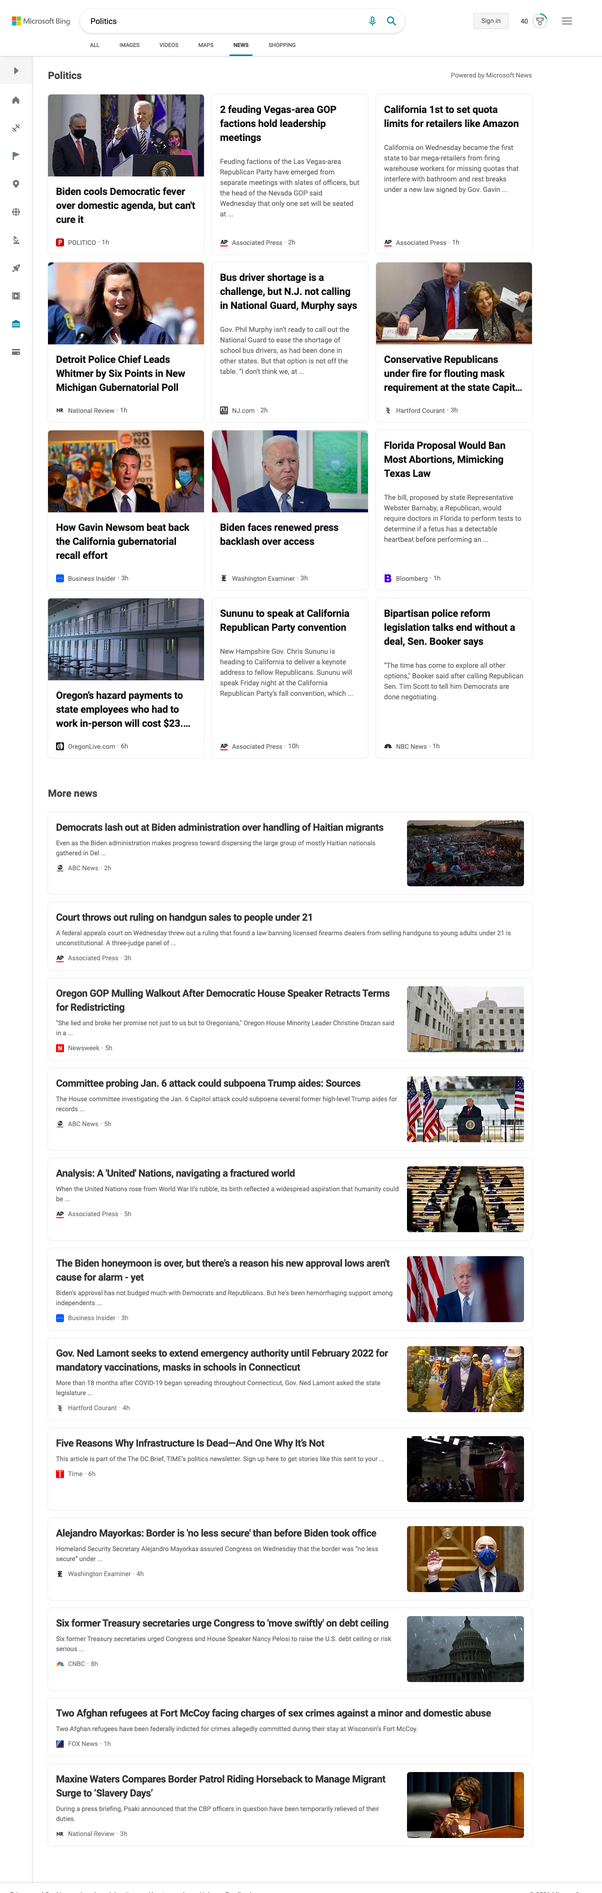 Microsoft Bing
Politics
Sign in
40
ALL
IMAGES
VIDEOS
MAPS
NEWS
SHOPPING
Politics
Powered by Microsoft News
Biden cools Democratic fever
over domestic agenda, but can't
cure it
POLITICO · 1h
2 feuding Vegas-area GOP
factions hold leadership
meetings
Feuding factions of the Las Vegas-area
Republican Party have emerged from
separate meetings with slates of officers, but
the head of the Nevada GOP said
Wednesday that only one set will be seated
at ...
AP Associated Press · 2h
California 1st to set quota
limits for retailers like Amazon
California on Wednesday became the first
state to bar mega-retailers from firing
warehouse workers for missing quotas that
interfere with bathroom and rest breaks
under a new law signed by Gov. Gavin ...
AP Associated Press · 1h
Detroit Police Chief Leads
Whitmer by Six Points in New
Michigan Gubernatorial Poll
NR National Review · 1h
Bus driver shortage is a
challenge, but N.J. not calling
in National Guard, Murphy says
Gov. Phil Murphy isn't ready to call out the
National Guard to ease the shortage of
school bus drivers, as had been done in
other states. But that option is not off the
table. "I don't think we, at ...
NJ.com · 2h
Conservative Republicans
under fire for flouting mask
requirement at the state Capit...
Hartford Courant · 3h
How Gavin Newsom beat back
the California gubernatorial
recall effort
Business Insider · 3h
Biden faces renewed press
backlash over access
Washington Examiner · 3h
Florida Proposal Would Ban
Most Abortions, Mimicking
Texas Law
The bill, proposed by state Representative
Webster Barnaby, a Republican, would
require doctors in Florida to perform tests to
determine if a fetus has a detectable
heartbeat before performing an ...
B Bloomberg · 1h
Oregon's hazard payments to
state employees who had to
work in-person will cost $23....
OregonLive.com · 6h
Sununu to speak at California
Republican Party convention
New Hampshire Gov. Chris Sununu is
heading to California to deliver a keynote
address to fellow Republicans. Sununu will
speak Friday night at the California
Republican Party's fall convention, which ...
AP Associated Press · 10h
Bipartisan police reform
legislation talks end without a
deal, Sen. Booker says
"The time has come to explore all other
options," Booker said after calling Republican
Sen. Tim Scott to tell him Democrats are
done negotiating.
NBC News · 1h
More news
Democrats lash out at Biden administration over handling of Haitian migrants
Even as the Biden administration makes progress toward dispersing the large group of mostly Haitian nationals
gathered in Del ...
ABC News · 2h
Court throws out ruling on handgun sales to people under 21
A federal appeals court on Wednesday threw out a ruling that found a law banning licensed firearms dealers from selling handguns to young adults under 21 is
unconstitutional. A three-judge panel of ...
AP Associated Press · 3h
Oregon GOP Mulling Walkout After Democratic House Speaker Retracts Terms
for Redistricting
"She lied and broke her promise not just to us but to Oregonians," Oregon House Minority Leader Christine Drazan said
in a ...
N Newsweek · 5h
Committee probing Jan. 6 attack could subpoena Trump aides: Sources
The House committee investigating the Jan. 6 Capitol attack could subpoena several former high-level Trump aides for
records ...
ABC News · 5h
Analysis: A 'United' Nations, navigating a fractured world
When the United Nations rose from World War II's rubble, its birth reflected a widespread aspiration that humanity could
be ...
AP Associated Press · 5h
The Biden honeymoon is over, but there's a reason his new approval lows aren't
cause for alarm - yet
Biden's approval has not budged much with Democrats and Republicans. But he's been hemorrhaging support among
independents ...
Business Insider · 3h
Gov. Ned Lamont seeks to extend emergency authority until February 2022 for
mandatory vaccinations, masks in schools in Connecticut
More than 18 months after COVID-19 began spreading throughout Connecticut, Gov. Ned Lamont asked the state
legislature ...
Hartford Courant · 4h
Five Reasons Why Infrastructure Is Dead—And One Why It's Not
This article is part of the The DC Brief, TIME's politics newsletter. Sign up here to get stories like this sent to your ...
Time · 6h
Alejandro Mayorkas: Border is 'no less secure' than before Biden took office
Homeland Security Secretary Alejandro Mayorkas assured Congress on Wednesday that the border was "no less
secure" under ...
Washington Examiner · 4h
Six former Treasury secretaries urge Congress to 'move swiftly' on debt ceiling
Six former Treasury secretaries urged Congress and House Speaker Nancy Pelosi to raise the U.S. debt ceiling or risk
serious ...
CNBC · 8h
Two Afghan refugees at Fort McCoy facing charges of sex crimes against a minor and domestic abuse
Two Afghan refugees have been federally indicted for crimes allegedly committed during their stay at Wisconsin's Fort McCoy.
FOX News · 1h
Maxine Waters Compares Border Patrol Riding Horseback to Manage Migrant
Surge to 'Slavery Days'
During a press briefing, Psaki announced that the CBP officers in question have been temporarily relieved of their
duties.
NR National Review · 3h